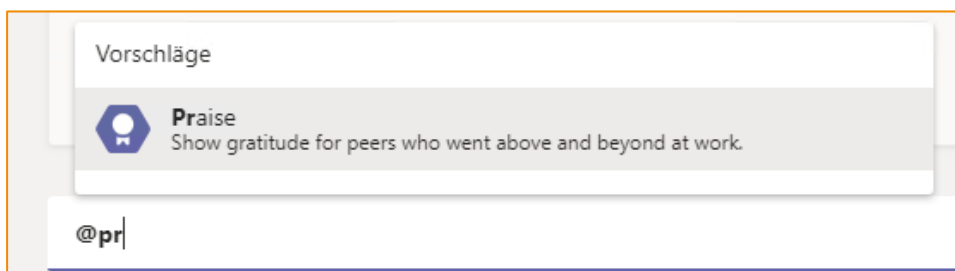 Vorschläge
Praise
Show gratitude for peers who went above and beyond at work.
@pr